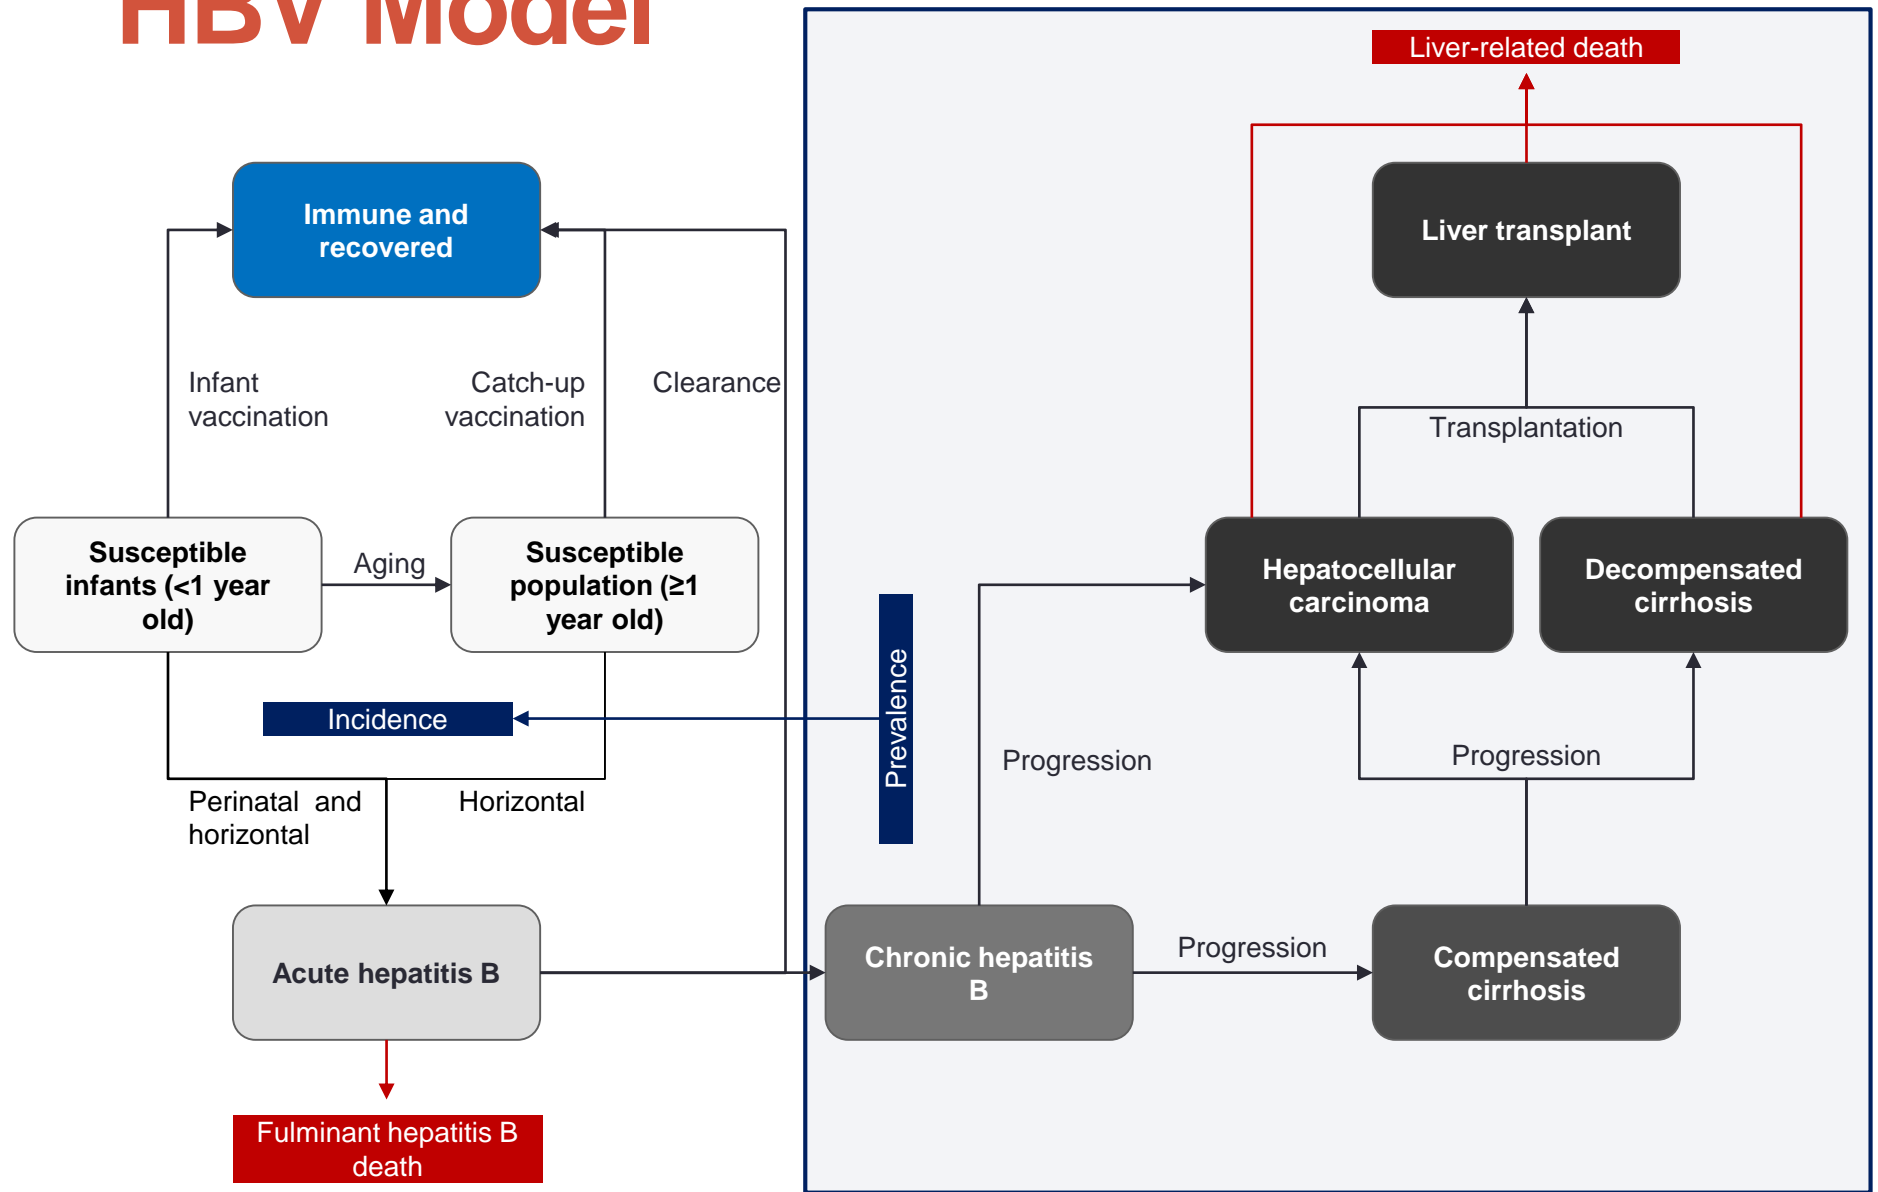 HBV Model
Liver-related death
Immune and
recovered
Liver transplant
Infant
vaccination
Catch-up
vaccination
Clearance
Transplantation
Susceptible
infants (<1 year
old)
Aging
Susceptible
population (≥1
year old)
Hepatocellular
carcinoma
Decompensated
cirrhosis
Incidence
Prevalence
Progression
Progression
Perinatal and
horizontal
Horizontal
Acute hepatitis B
Chronic hepatitis
B
Progression
Compensated
cirrhosis
Fulminant hepatitis B
death